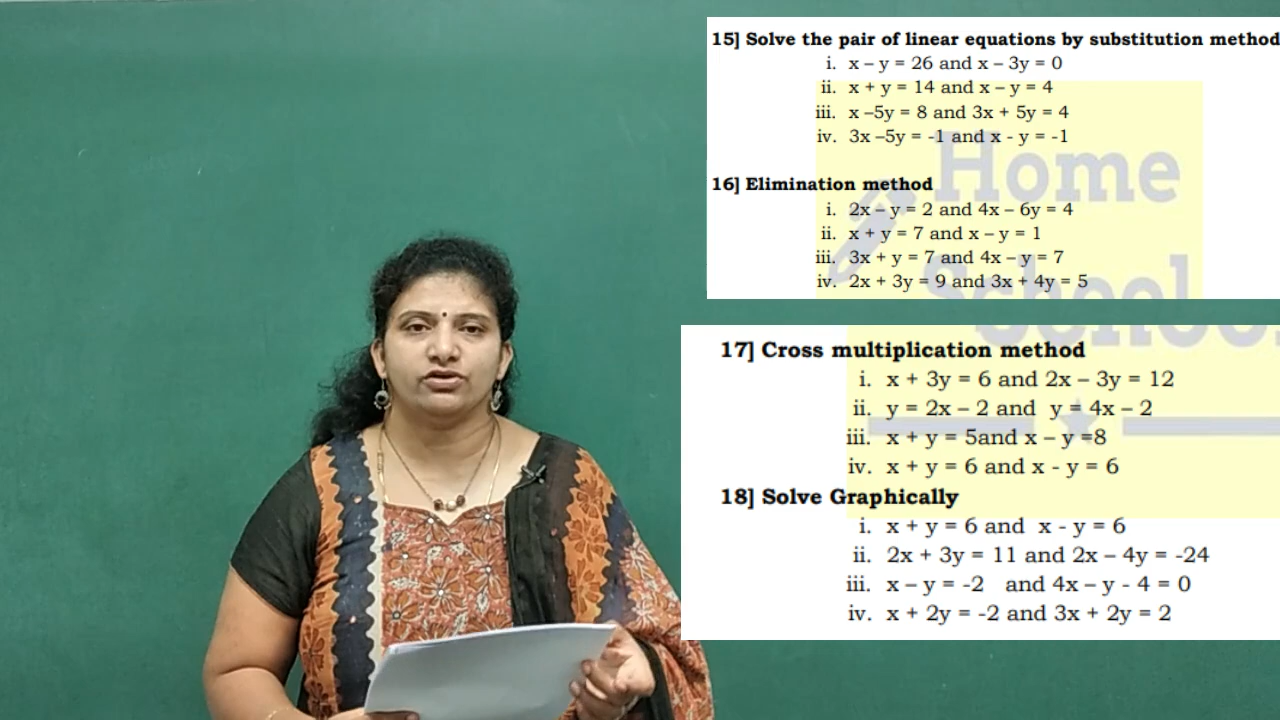 15] Solve the pair of linear equations by substitution method
i. x – y = 26 and x – 3y = 0
ii. x + y = 14 and x – y = 4
iii. x –5y = 8 and 3x + 5y = 4
iv. 3x –5y = -1 and x - y = -1
16] Elimination method
i. 2x – y = 2 and 4x – 6y = 4
ii. x + y = 7 and x – y = 1
iii. 3x + y = 7 and 4x – y = 7
iv. 2x + 3y = 9 and 3x + 4y = 5
Home
School
17] Cross multiplication method
i. x + 3y = 6 and 2x – 3y = 12
ii. y = 2x – 2 and y = 4x – 2
iii. x + y = 5and x – y =8
iv. x + y = 6 and x - y = 6
18] Solve Graphically
i. x + y = 6 and x - y = 6
ii. 2x + 3y = 11 and 2x – 4y = -24
iii. x – y = -2 and 4x – y - 4 = 0
iv. x + 2y = -2 and 3x + 2y = 2